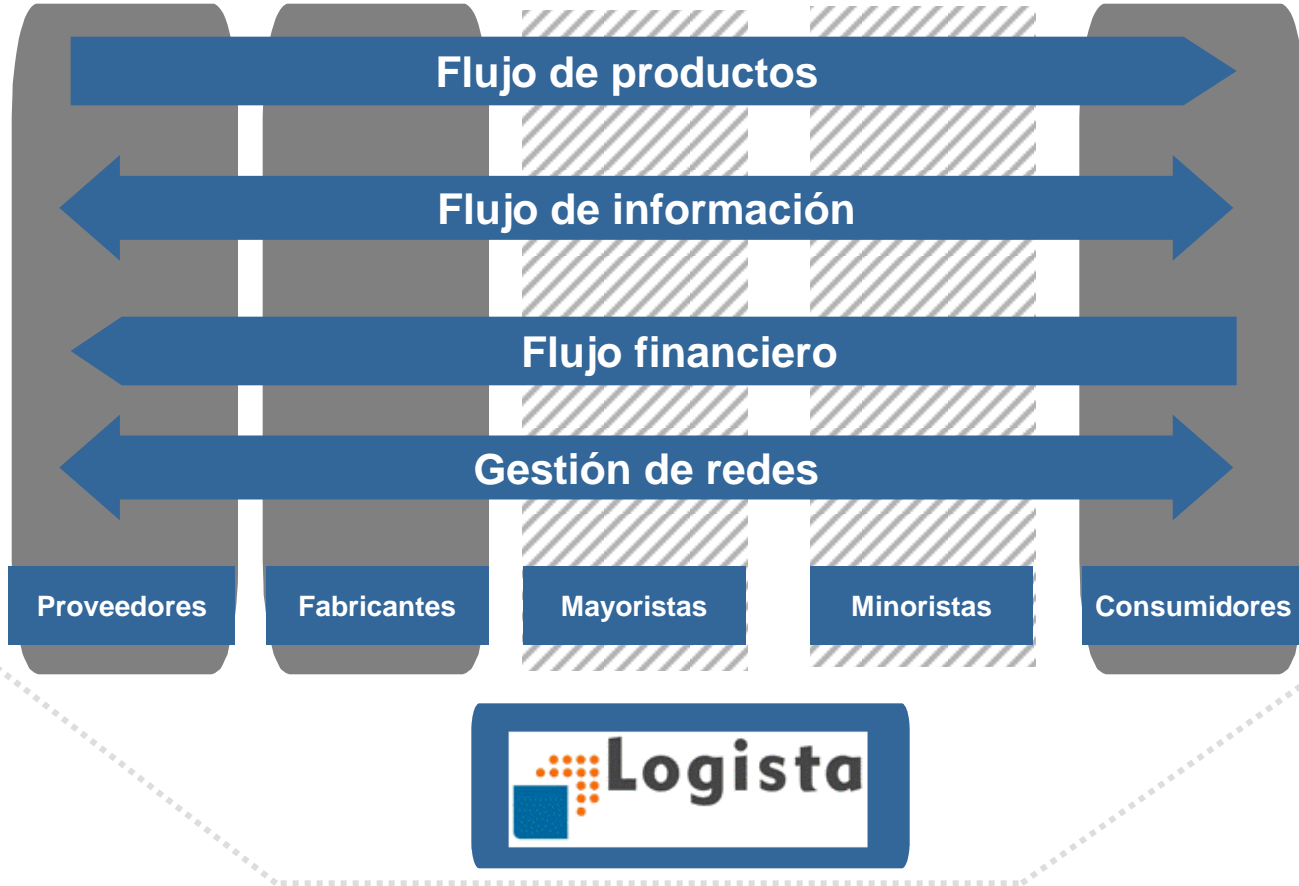 Flujo de productos
Flujo de información
Flujo financiero
Gestión de redes
Proveedores
Fabricantes
Mayoristas
Minoristas
Consumidores
Logista